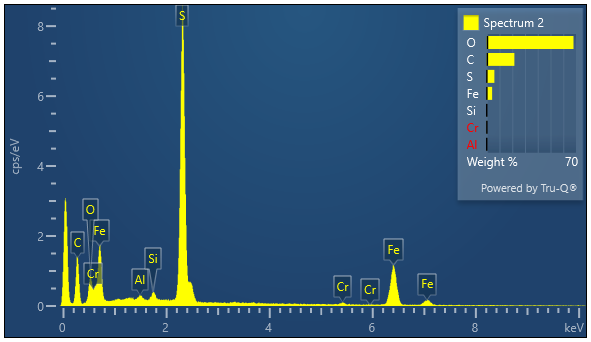 S
8
6
4
2
0
cps/eV
O
Fe
C
Cr
Al
Si
Cr
Cr
Fe
Fe
0
2
4
6
8
keV
Spectrum 2
O
C
S
Fe
Si
Cr
Al
Weight % 70
Powered by Tru-Q®